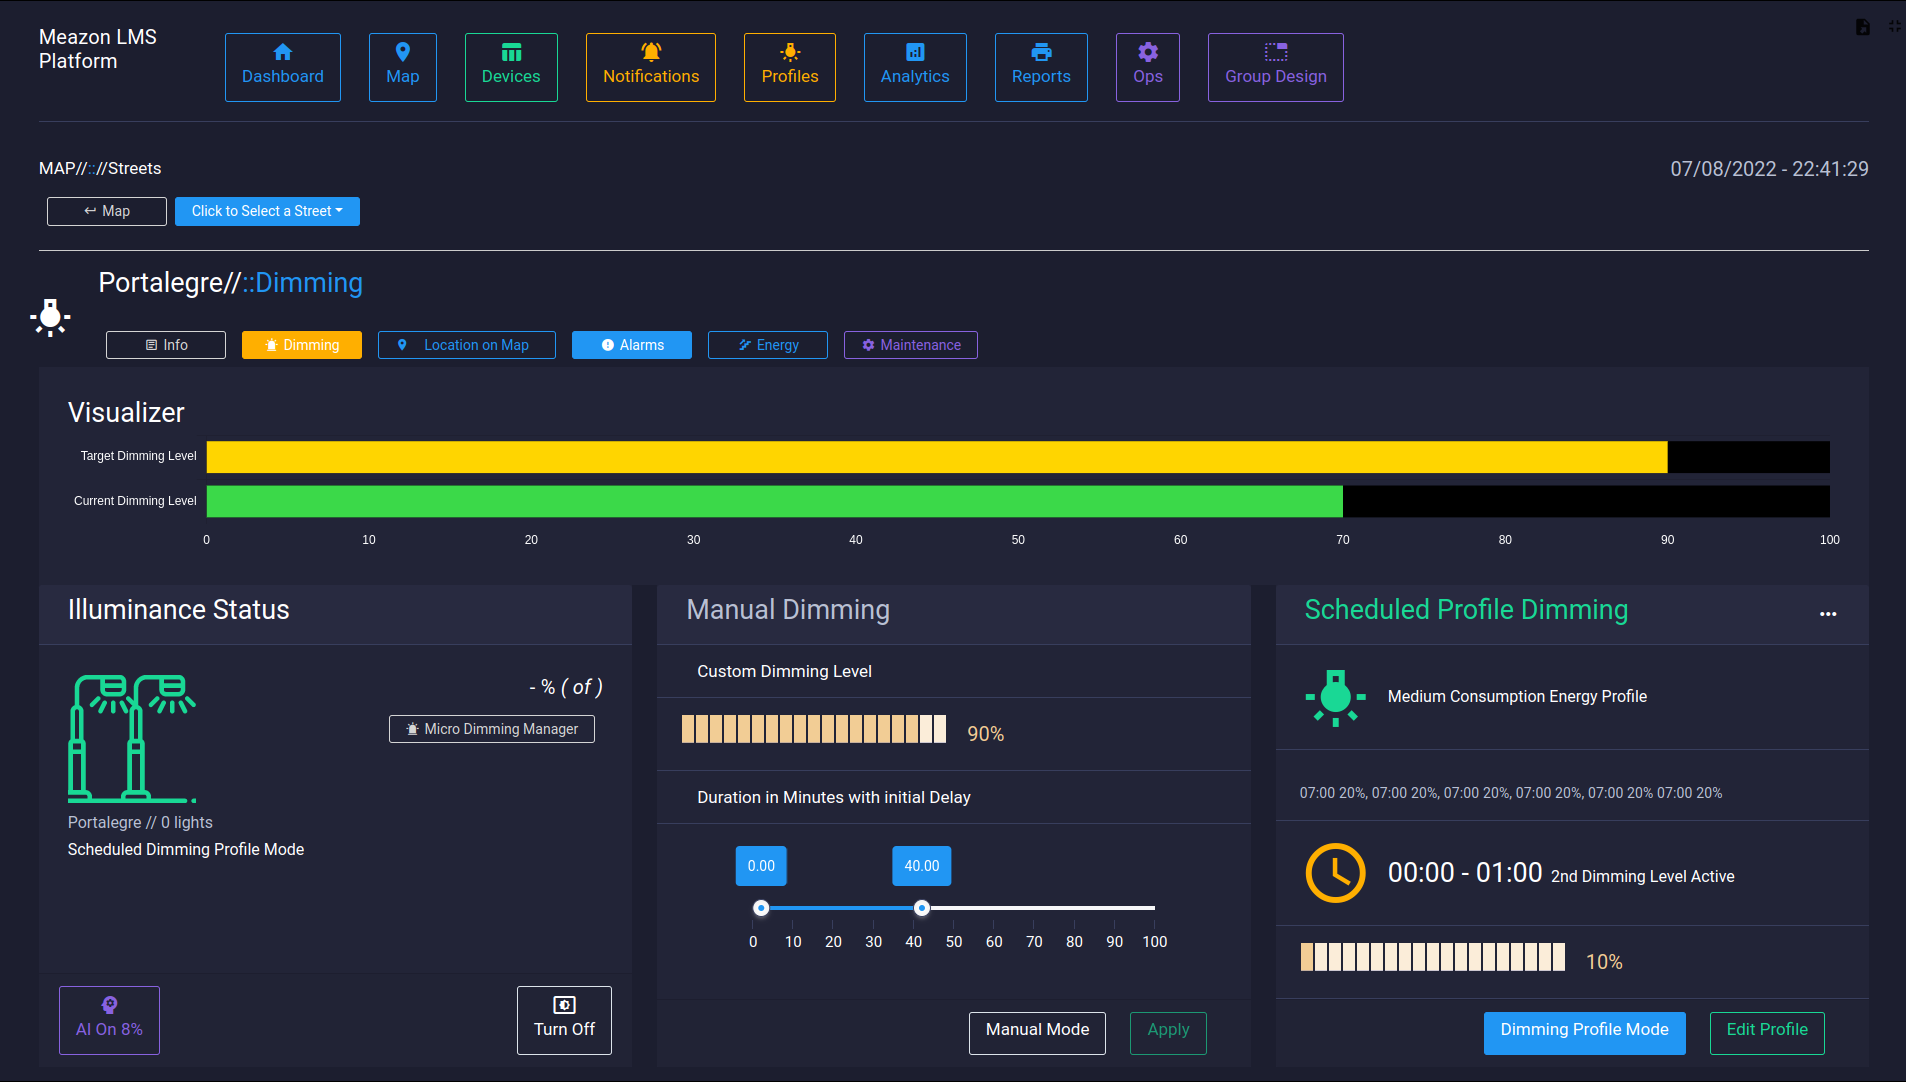 Meazon LMS
Platform
Dashboard
Map
Devices
Notifications
Profiles
Analytics
Reports
Ops
Group Design
MAP//:://Streets
07/08/2022 - 22:41:29
↩ Map
Click to Select a Street
Portalegre//::Dimming
Info
Dimming
Location on Map
Alarms
Energy
Maintenance
Visualizer
Target Dimming Level
Current Dimming Level
0 10 20 30 40 50 60 70 80 90 100
Illuminance Status
- % ( of )
Micro Dimming Manager
Portalegre // 0 lights
Scheduled Dimming Profile Mode
AI On 8%
Turn Off
Manual Dimming
Custom Dimming Level
90%
Duration in Minutes with initial Delay
0.00 40.00
0 10 20 30 40 50 60 70 80 90 100
Manual Mode
Apply
Scheduled Profile Dimming
...
Medium Consumption Energy Profile
07:00 20%, 07:00 20%, 07:00 20%, 07:00 20%, 07:00 20% 07:00 20%
00:00 - 01:00 2nd Dimming Level Active
10%
Dimming Profile Mode
Edit Profile